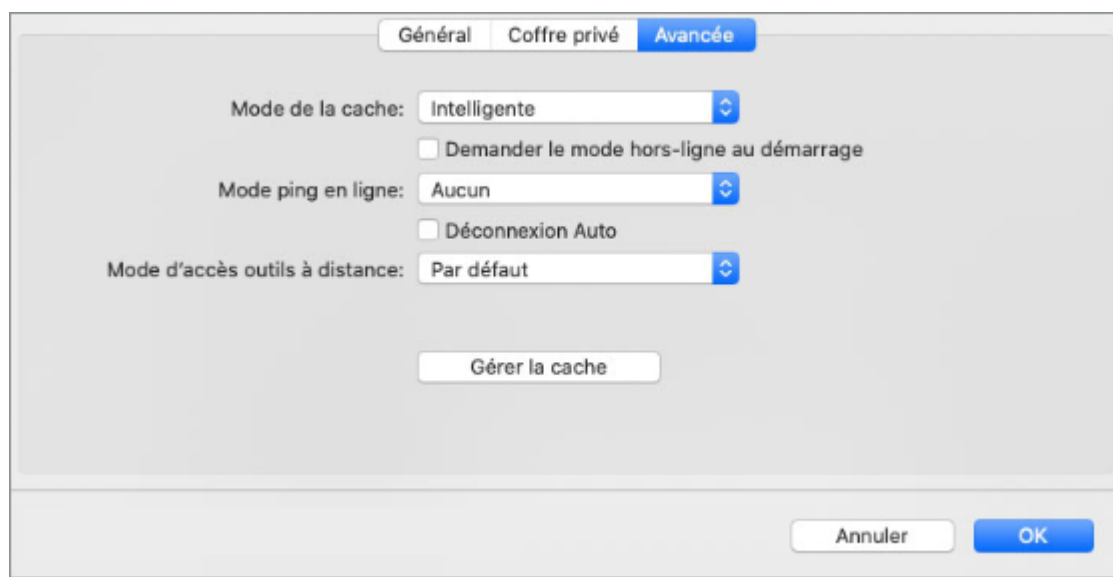 Général Coffre privé Avancée
Mode de la cache: Intelligente
Demander le mode hors-ligne au démarrage
Mode ping en ligne: Aucun
Déconnexion Auto
Mode d'accès outils à distance: Par défaut
Gérer la cache
Annuler OK